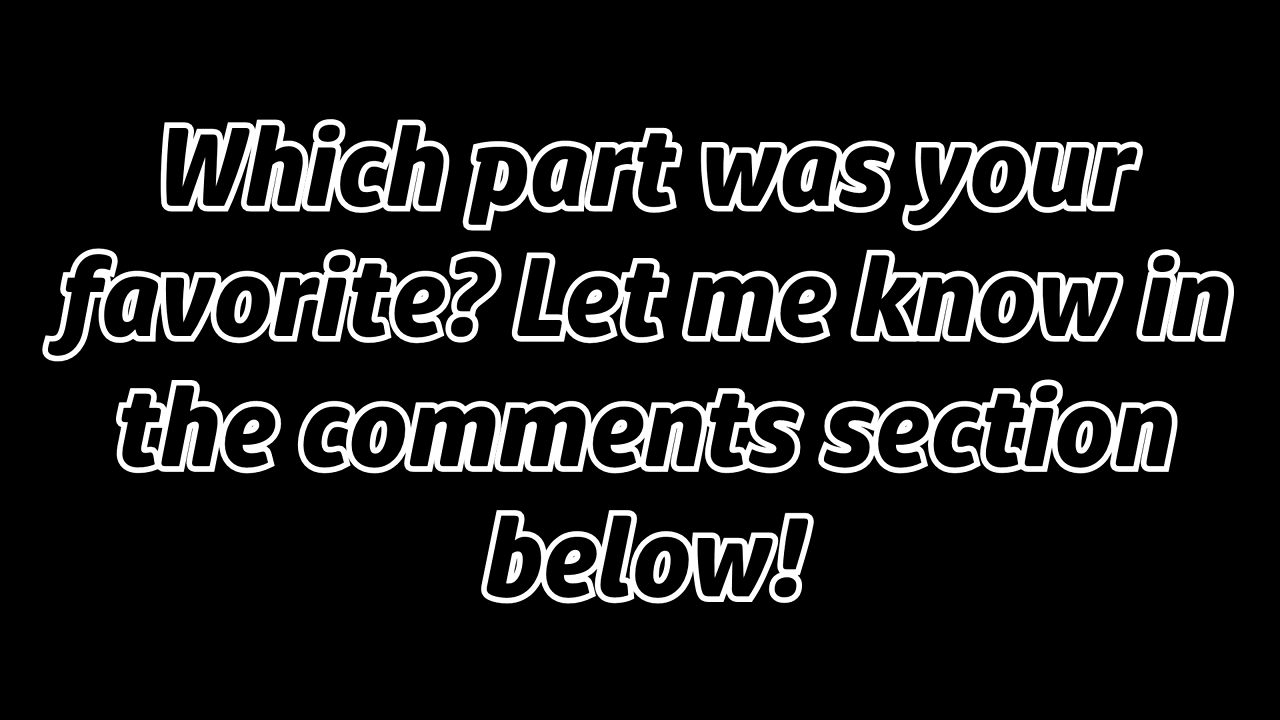 Which part was your
favorite? Let me know in
the comments section
below!